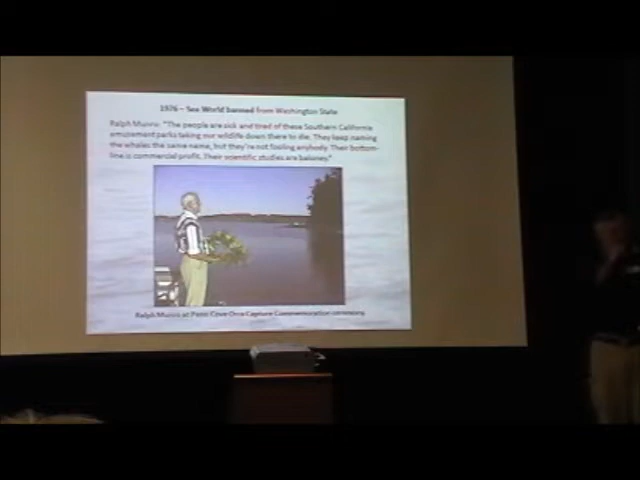 1976 – Sea World banned from Washington State
Ralph Munro: "The people are sick and tired of these Southern California
amusement parks taking our wildlife down there to die. They keep naming
the whales the same name, but they're not fooling anybody. Their bottom-
line is commercial profit. Their scientific studies are baloney."
Ralph Munro at Penn Cove Orca Capture Commemoration ceremony